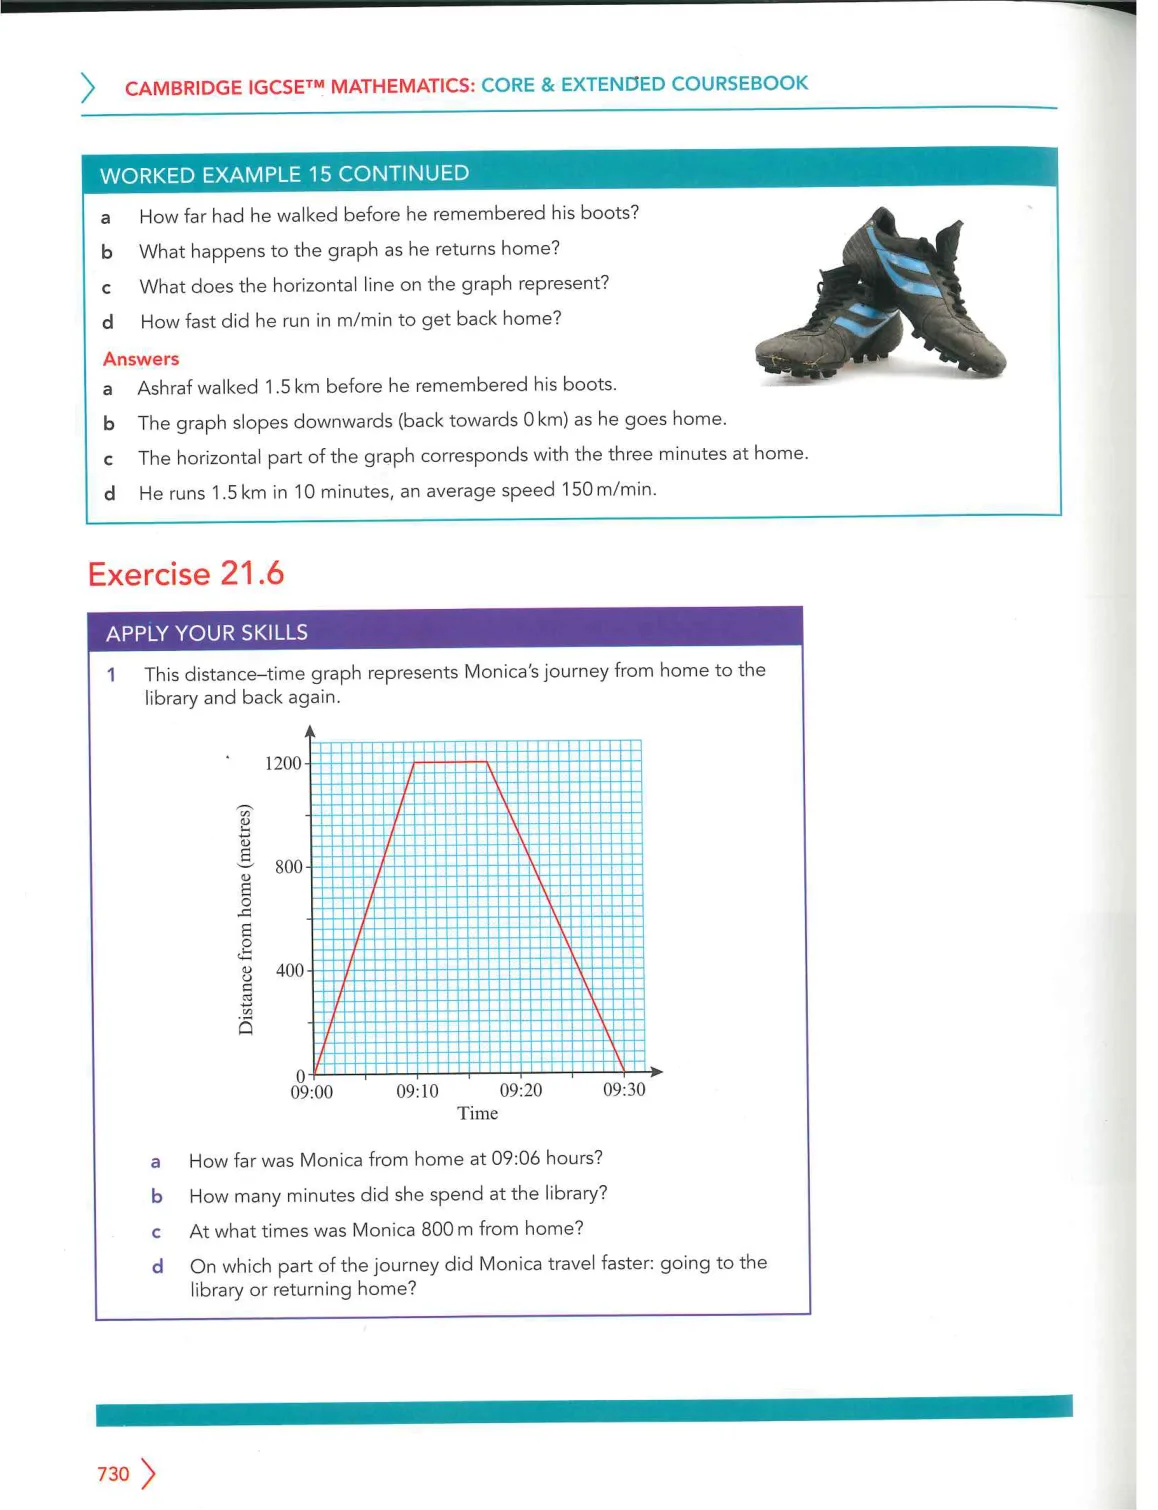 CAMBRIDGE IGCSE™ MATHEMATICS: CORE & EXTENDED COURSEBOOK
WORKED EXAMPLE 15 CONTINUED
a How far had he walked before he remembered his boots?
b What happens to the graph as he returns home?
c What does the horizontal line on the graph represent?
d How fast did he run in m/min to get back home?
Answers
a Ashraf walked 1.5 km before he remembered his boots.
b The graph slopes downwards (back towards 0 km) as he goes home.
c The horizontal part of the graph corresponds with the three minutes at home.
d He runs 1.5 km in 10 minutes, an average speed 150 m/min.
Exercise 21.6
APPLY YOUR SKILLS
1 This distance–time graph represents Monica's journey from home to the
library and back again.
Distance from home (metres)
1200
800
400
0
09:00 09:10 09:20 09:30
Time
a How far was Monica from home at 09:06 hours?
b How many minutes did she spend at the library?
c At what times was Monica 800 m from home?
d On which part of the journey did Monica travel faster: going to the
library or returning home?
730